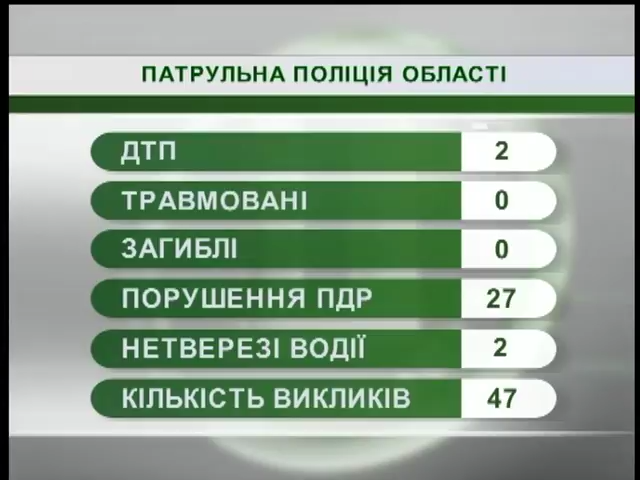 ПАТРУЛЬНА ПОЛІЦІЯ ОБЛАСТІ
ДТП 2
ТРАВМОВАНІ 0
ЗАГИБЛІ 0
ПОРУШЕННЯ ПДР 27
НЕТВЕРЕЗІ ВОДІЇ 2
КІЛЬКІСТЬ ВИКЛИКІВ 47